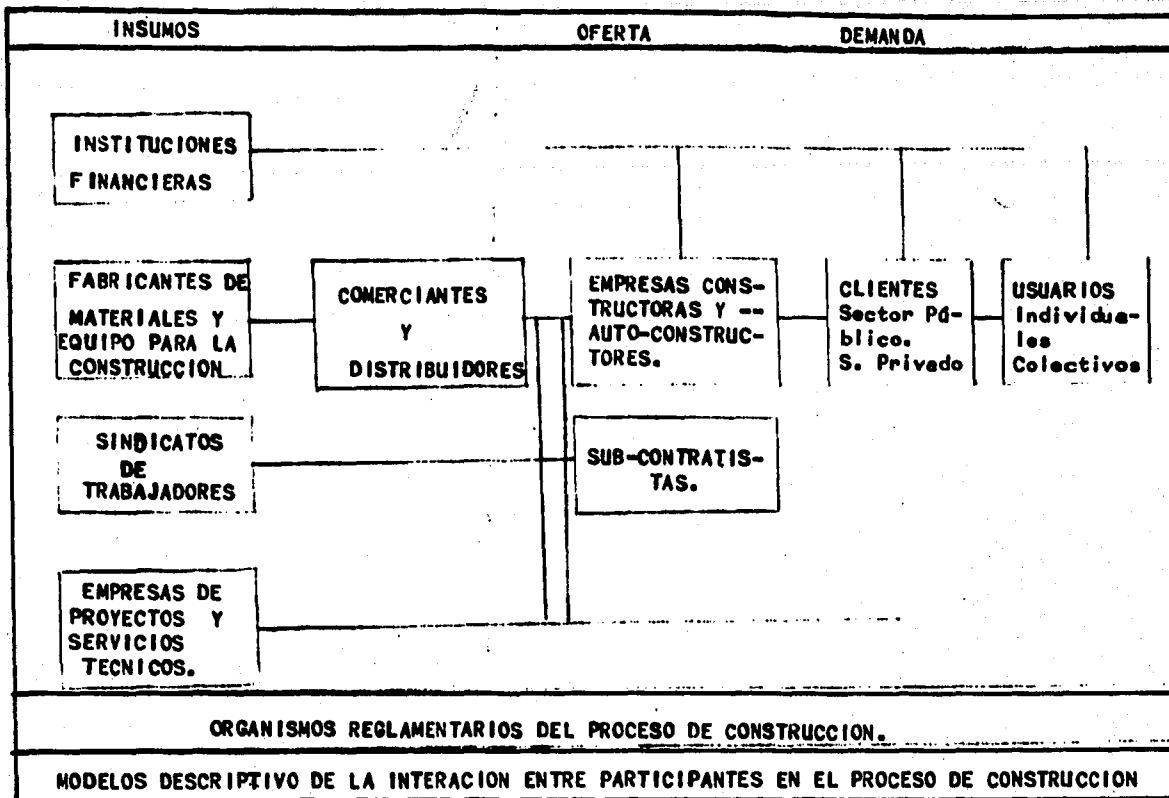 INSUMOS OFERTA DEMANDA
INSTITUCIONES
FINANCIERAS
FABRICANTES DE
MATERIALES Y
EQUIPO PARA LA
CONSTRUCCION
COMERCIANTES
Y
DISTRIBUIDORES
EMPRESAS CONS-
TRUCTORAS Y --
AUTO-CONSTRUC-
TORES.
CLIENTES
Sector Pú-
blico.
S. Privado
USUARIOS
Individua-
les
Colectivos
SINDICATOS
DE
TRABAJADORES
SUB-CONTRATIS-
TAS.
EMPRESAS DE
PROYECTOS Y
SERVICIOS
TECNICOS.
ORGANISMOS REGLAMENTARIOS DEL PROCESO DE CONSTRUCCION.
MODELOS DESCRIPTIVO DE LA INTERACION ENTRE PARTICIPANTES EN EL PROCESO DE CONSTRUCCION